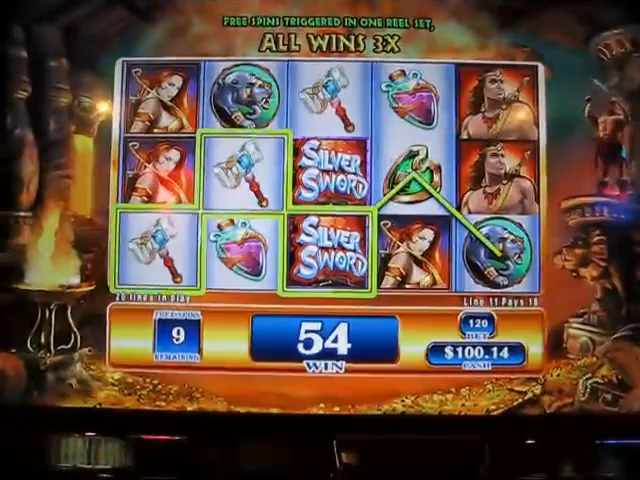 FREE SPINS TRIGGERED IN ONE REEL SET,
ALL WINS 3X
SILVER SWORD
SILVER SWORD
20 lines in play
Line 11 Pays 18
FREE SPINS
9
REMAINING
54
WIN
120
BET
$100.14
CASH